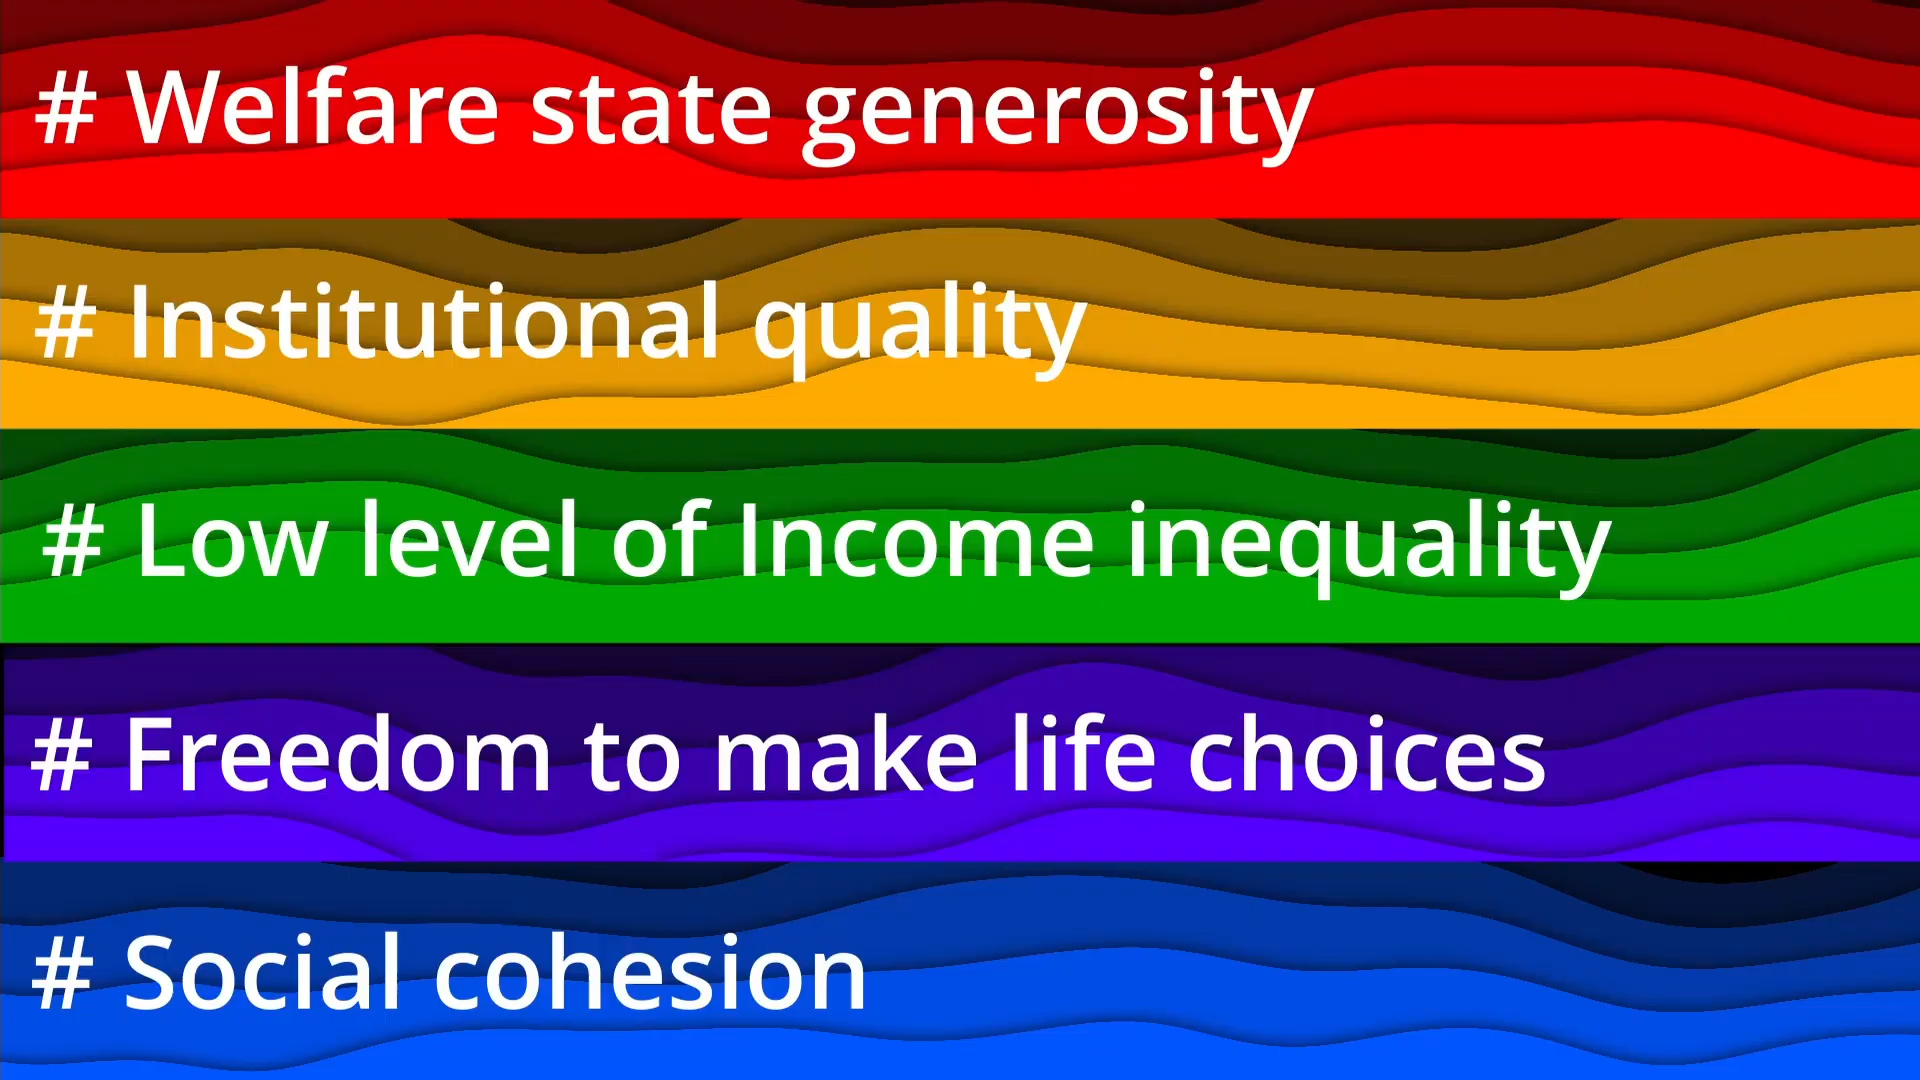 # Welfare state generosity
# Institutional quality
# Low level of Income inequality
# Freedom to make life choices
# Social cohesion